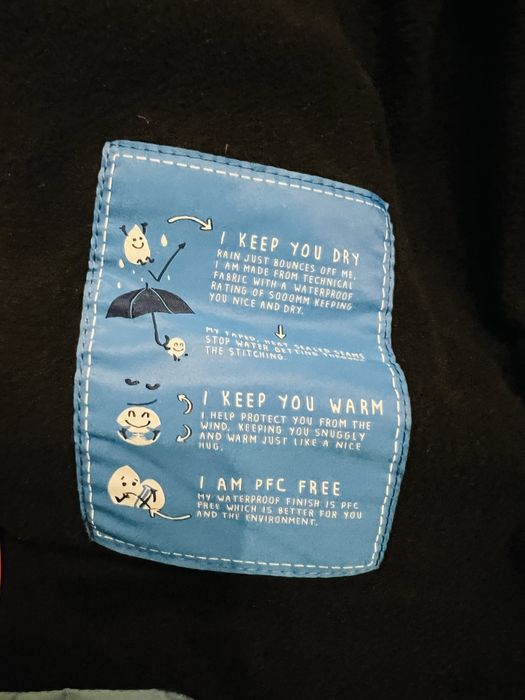 I KEEP YOU DRY
RAIN JUST BOUNCES OFF ME,
I AM MADE FROM TECHNICAL
FABRIC WITH A WATERPROOF
RATING OF 5000MM KEEPING
YOU NICE AND DRY.
MY TAPED, HEAT SEALED SEAMS
STOP WATER GETTING THROUGH
THE STITCHING.
I KEEP YOU WARM
I HELP PROTECT YOU FROM THE
WIND, KEEPING YOU SNUGGLY
AND WARM JUST LIKE A NICE
HUG.
I AM PFC FREE
MY WATERPROOF FINISH IS PFC
FREE WHICH IS BETTER FOR YOU
AND THE ENVIRONMENT.